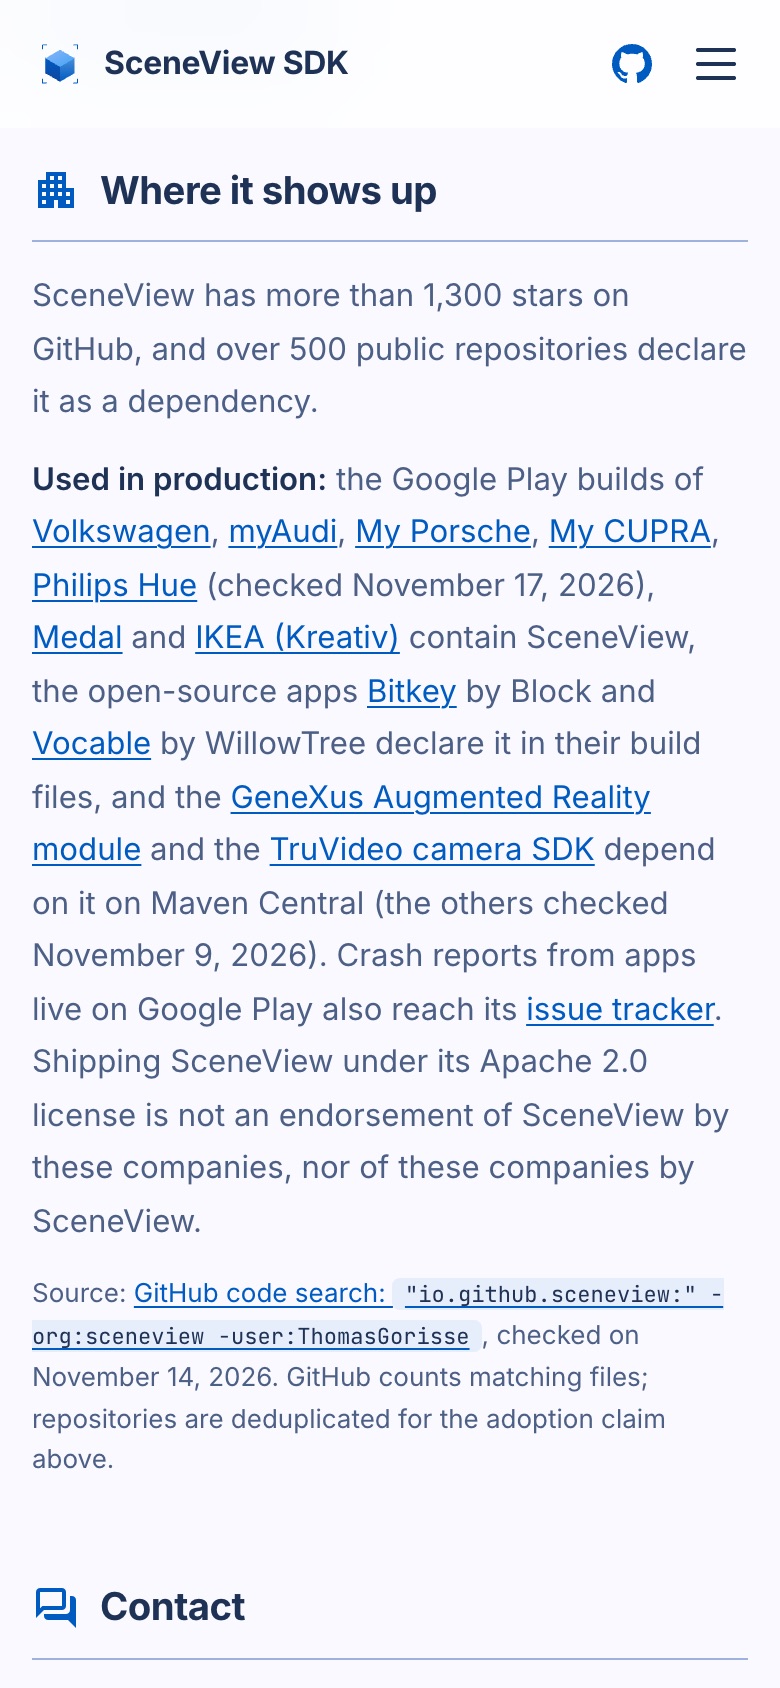 SceneView SDK
Where it shows up
SceneView has more than 1,300 stars on
GitHub, and over 500 public repositories declare
it as a dependency.
Used in production: the Google Play builds of
Volkswagen, myAudi, My Porsche, My CUPRA,
Philips Hue (checked November 17, 2026),
Medal and IKEA (Kreativ) contain SceneView,
the open-source apps Bitkey by Block and
Vocable by WillowTree declare it in their build
files, and the GeneXus Augmented Reality
module and the TruVideo camera SDK depend
on it on Maven Central (the others checked
November 9, 2026). Crash reports from apps
live on Google Play also reach its issue tracker.
Shipping SceneView under its Apache 2.0
license is not an endorsement of SceneView by
these companies, nor of these companies by
SceneView.
Source: GitHub code search: "io.github.sceneview:" -
org:sceneview -user:ThomasGorisse, checked on
November 14, 2026. GitHub counts matching files;
repositories are deduplicated for the adoption claim
above.
Contact